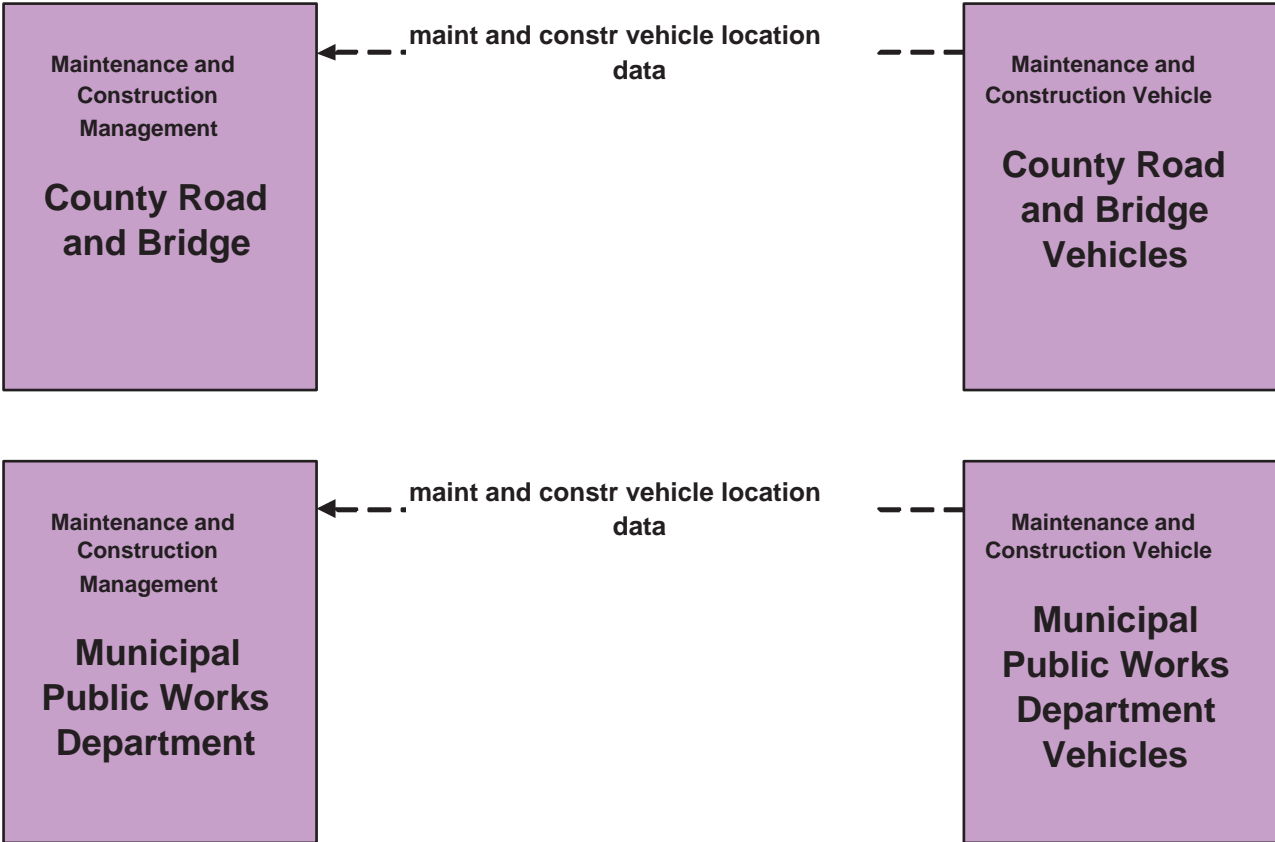 Maintenance and
Construction
Management
County Road
and Bridge
maint and constr vehicle location
data
Maintenance and
Construction Vehicle
County Road
and Bridge
Vehicles
Maintenance and
Construction
Management
Municipal
Public Works
Department
maint and constr vehicle location
data
Maintenance and
Construction Vehicle
Municipal
Public Works
Department
Vehicles